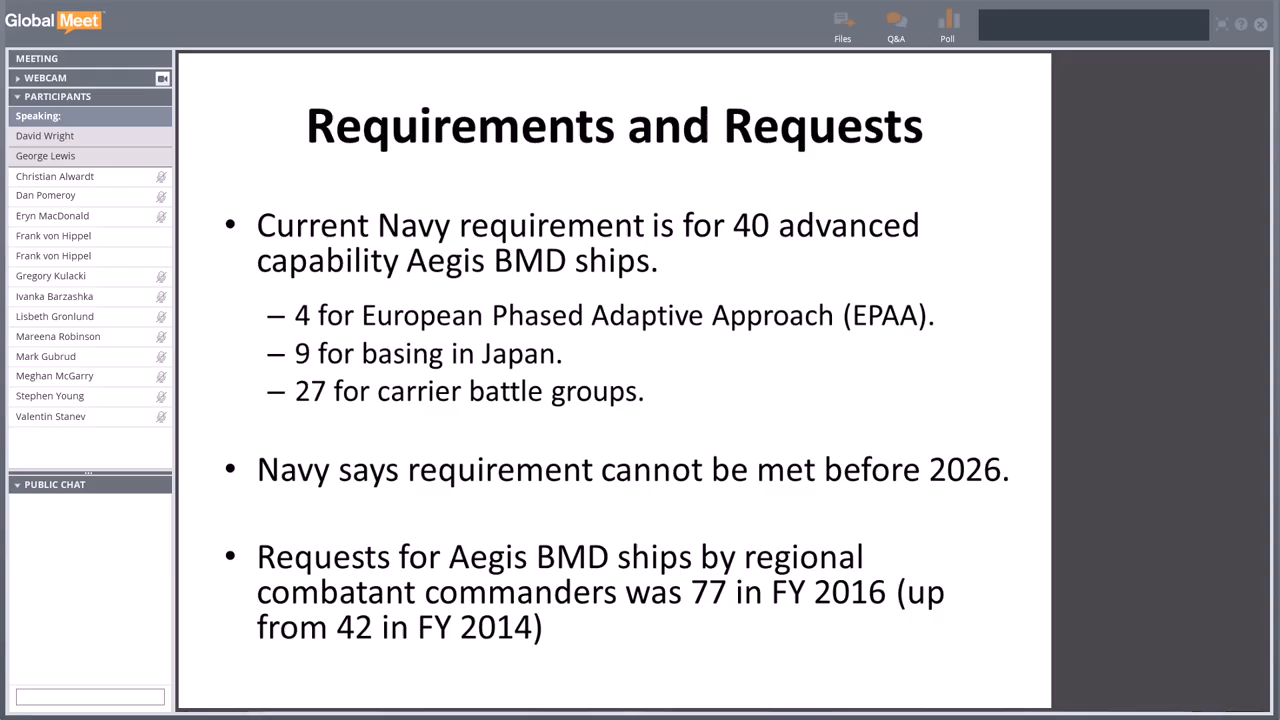 Global Meet
Files
Q&A
Poll
MEETING
WEBCAM
PARTICIPANTS
Speaking:
David Wright
George Lewis
Christian Alwardt
Dan Pomeroy
Eryn MacDonald
Frank von Hippel
Frank von Hippel
Gregory Kulacki
Ivanka Barzashka
Lisbeth Gronlund
Mareena Robinson
Mark Gubrud
Meghan McGarry
Stephen Young
Valentin Stanev
PUBLIC CHAT
Requirements and Requests
• Current Navy requirement is for 40 advanced
capability Aegis BMD ships.
– 4 for European Phased Adaptive Approach (EPAA).
– 9 for basing in Japan.
– 27 for carrier battle groups.
• Navy says requirement cannot be met before 2026.
• Requests for Aegis BMD ships by regional
combatant commanders was 77 in FY 2016 (up
from 42 in FY 2014)